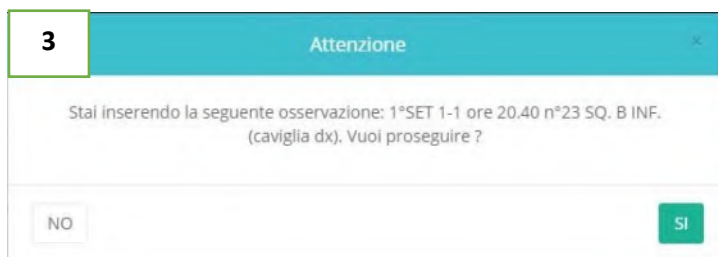 3
Attenzione
×
Stai inserendo la seguente osservazione: 1°SET 1-1 ore 20.40 n°23 SQ. B INF.
(caviglia dx). Vuoi proseguire ?
NO
SI